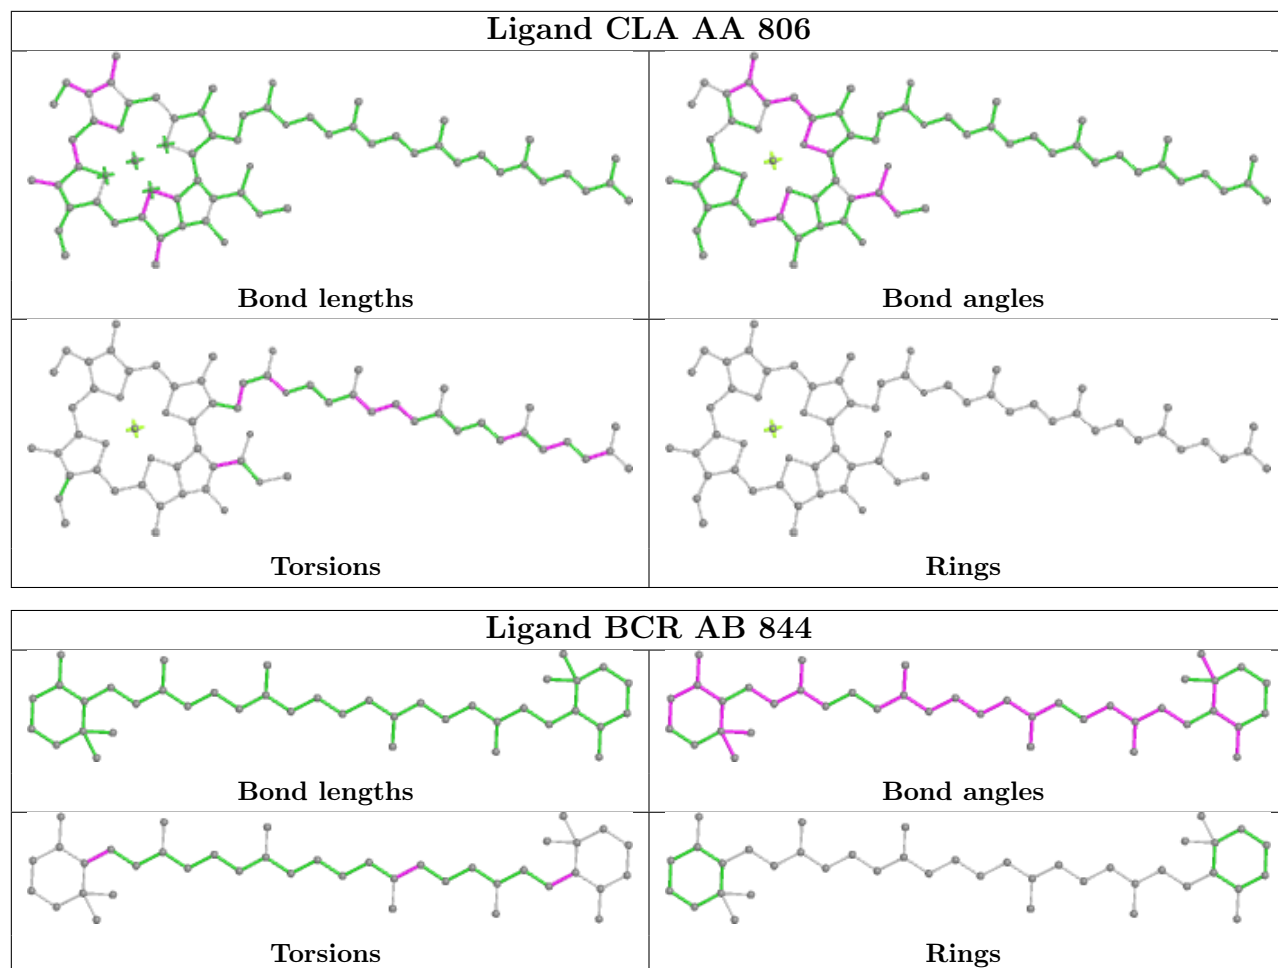 Ligand CLA AA 806
Bond lengths
Bond angles
Torsions
Rings
Ligand BCR AB 844
Bond lengths
Bond angles
Torsions
Rings